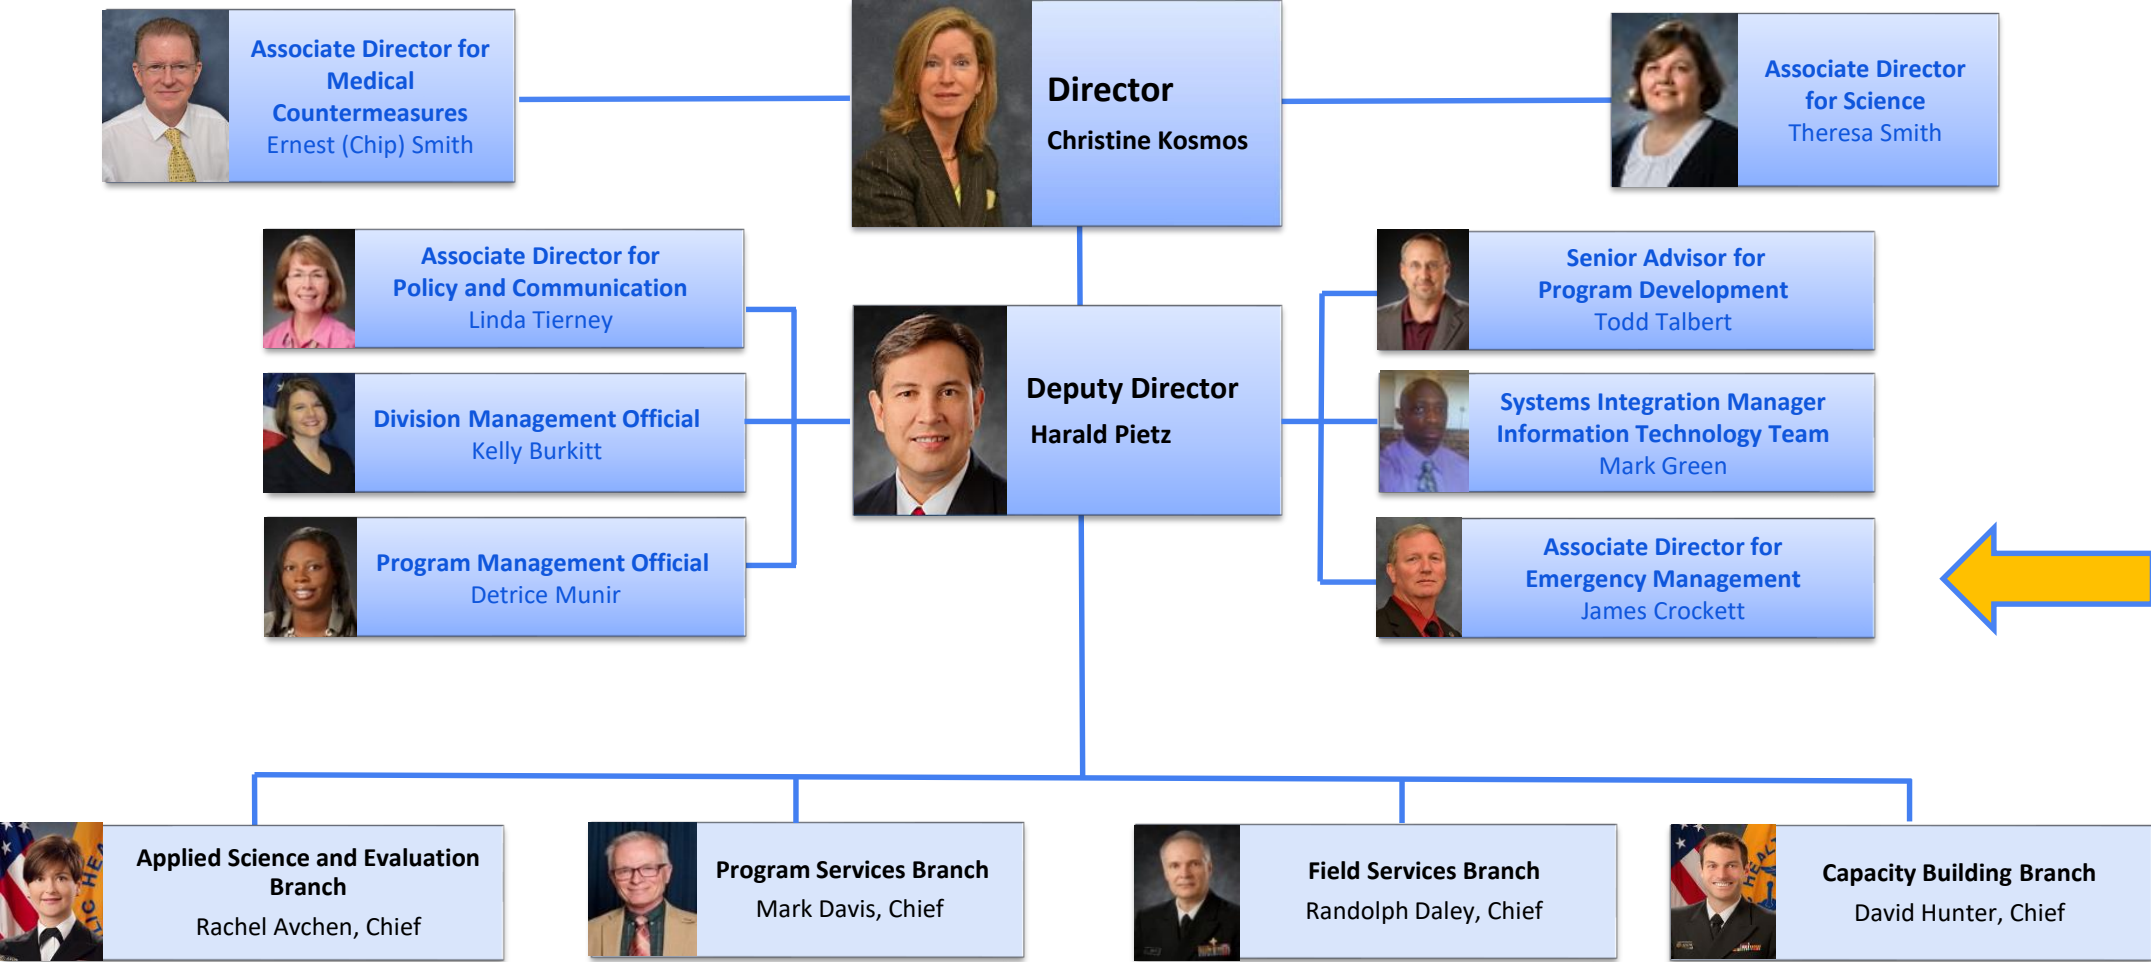 Associate Director for
Medical
Countermeasures
Ernest (Chip) Smith
Director
Christine Kosmos
Associate Director
for Science
Theresa Smith
Associate Director for
Policy and Communication
Linda Tierney
Senior Advisor for
Program Development
Todd Talbert
Division Management Official
Kelly Burkitt
Deputy Director
Harald Pietz
Systems Integration Manager
Information Technology Team
Mark Green
Program Management Official
Detrice Munir
Associate Director for
Emergency Management
James Crockett
Applied Science and Evaluation
Branch
Rachel Avchen, Chief
Program Services Branch
Mark Davis, Chief
Field Services Branch
Randolph Daley, Chief
Capacity Building Branch
David Hunter, Chief